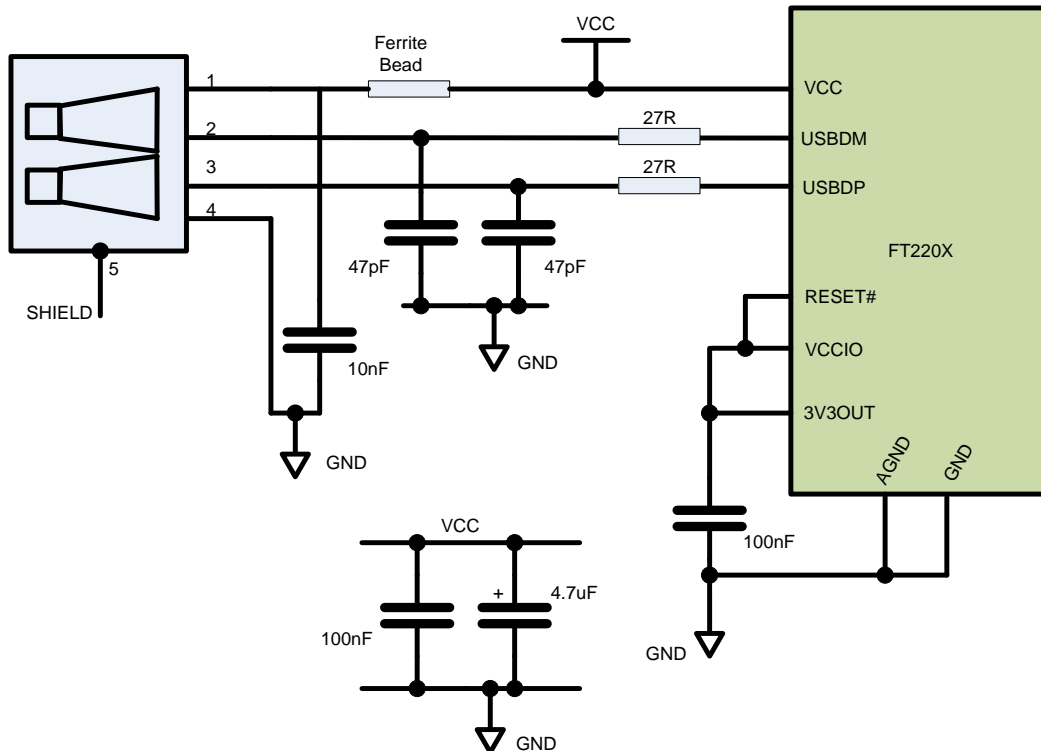 VCC
Ferrite
Bead
1
VCC
27R
2
USBDM
27R
3
USBDP
4
FT220X
47pF
47pF
5
RESET#
SHIELD
VCCIO
GND
10nF
3V3OUT
GND
AGND
GND
VCC
100nF
+
4.7uF
100nF
GND
GND